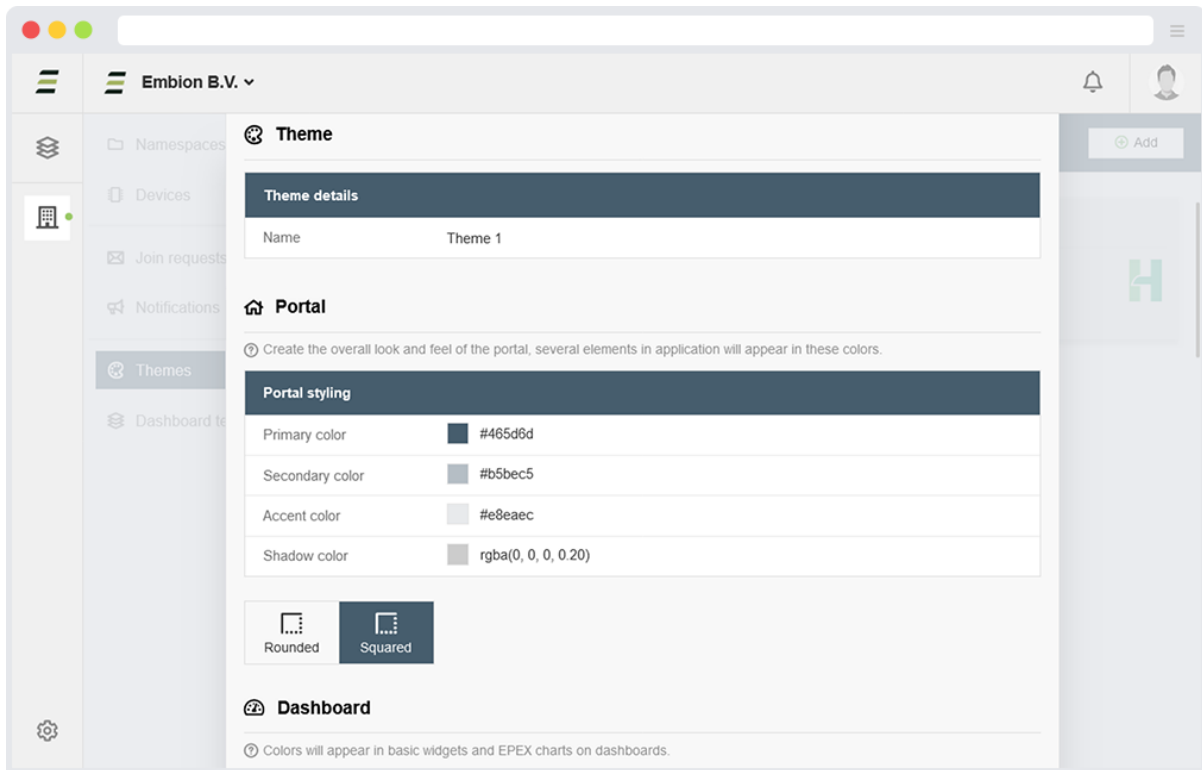 Embion B.V.
Namespaces
Devices
Join requests
Notifications
Themes
Dashboard te
Add
Theme
Theme details
Name Theme 1
Portal
Create the overall look and feel of the portal, several elements in application will appear in these colors.
Portal styling
Primary color #465d6d
Secondary color #b5bec5
Accent color #e8eaec
Shadow color rgba(0, 0, 0, 0.20)
Rounded Squared
Dashboard
Colors will appear in basic widgets and EPEX charts on dashboards.